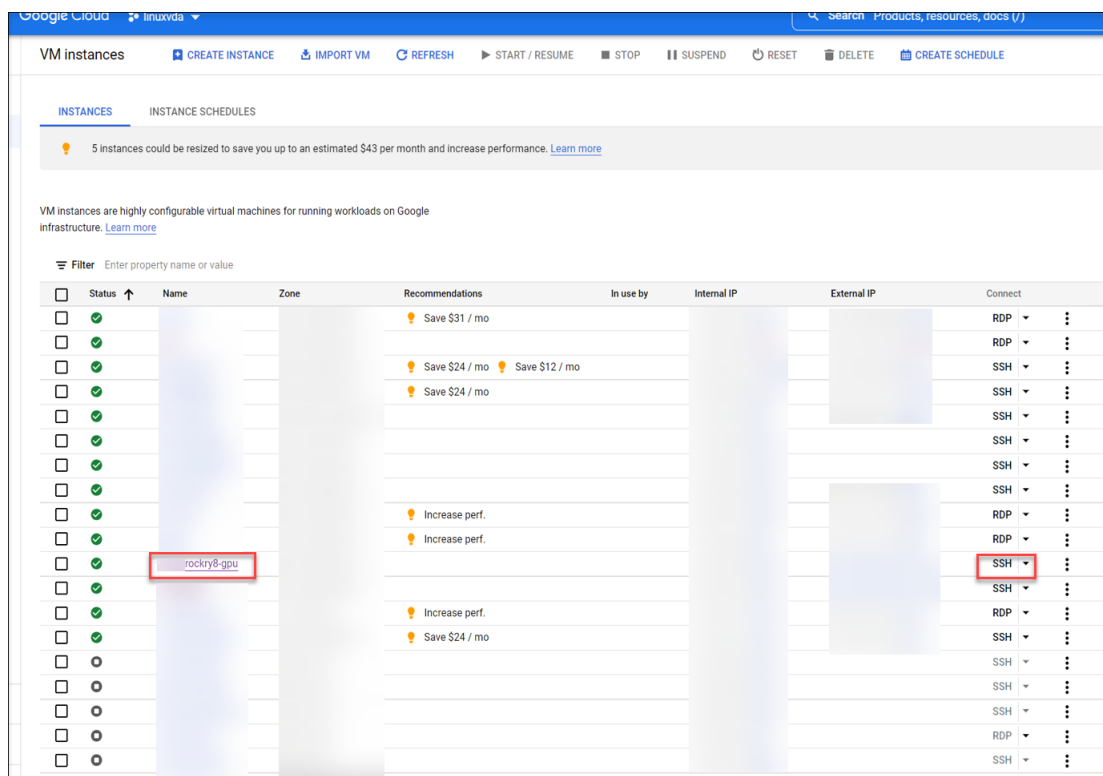 Google Cloud linuxvda Search Products, resources, docs (/)
VM instances CREATE INSTANCE IMPORT VM REFRESH START / RESUME STOP SUSPEND RESET DELETE CREATE SCHEDULE
INSTANCES INSTANCE SCHEDULES
5 instances could be resized to save you up to an estimated $43 per month and increase performance. Learn more
VM instances are highly configurable virtual machines for running workloads on Google
infrastructure. Learn more
Filter Enter property name or value
Status Name Zone Recommendations In use by Internal IP External IP Connect
Save $31 / mo RDP
RDP
Save $24 / mo Save $12 / mo SSH
Save $24 / mo SSH
SSH
SSH
SSH
SSH
Increase perf. RDP
Increase perf. RDP
rockry8-gpu SSH
SSH
Increase perf. RDP
Save $24 / mo SSH
SSH
SSH
SSH
RDP
SSH